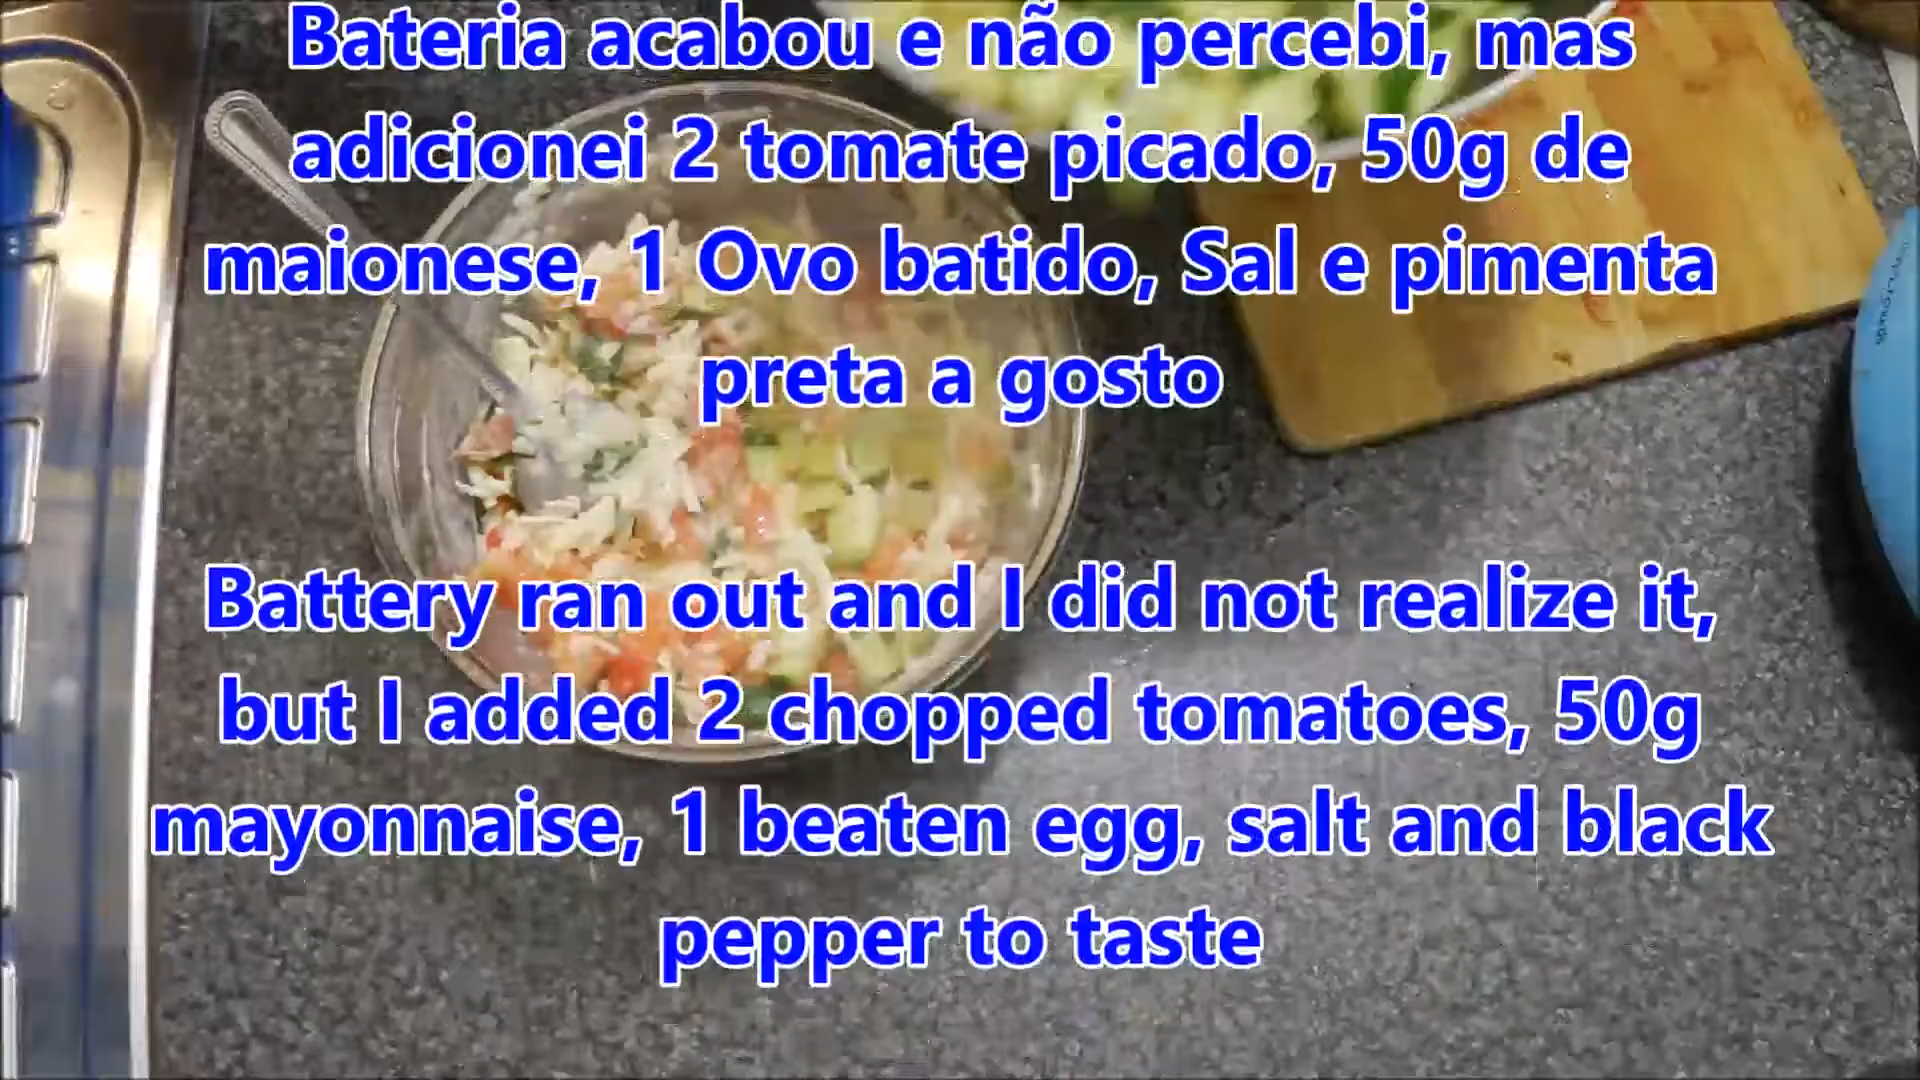 Bateria acabou e não percebi, mas
adicionei 2 tomate picado, 50g de
maionese, 1 Ovo batido, Sal e pimenta
preta a gosto
Battery ran out and I did not realize it,
but I added 2 chopped tomatoes, 50g
mayonnaise, 1 beaten egg, salt and black
pepper to taste